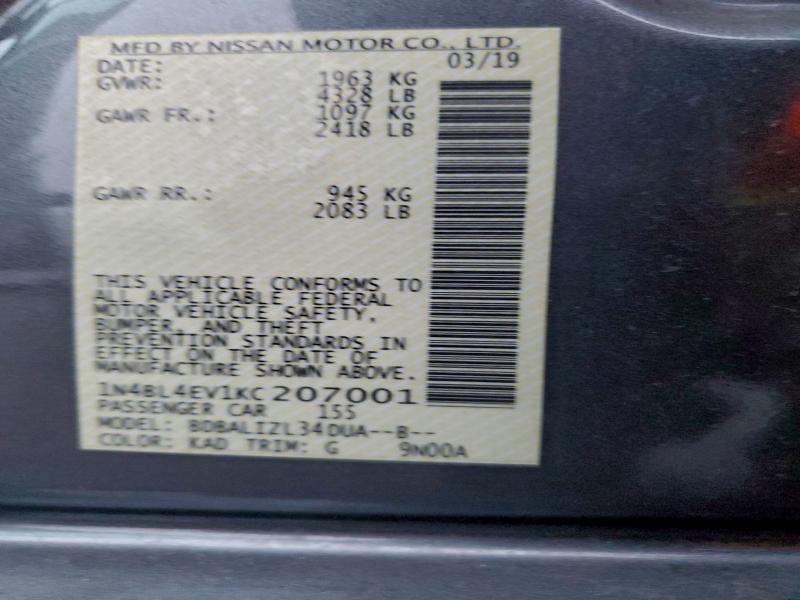 MFD BY NISSAN MOTOR CO., LTD.
DATE: 03/19
GVWR: 1963 KG
4328 LB
GAWR FR.: 1097 KG
2418 LB
GAWR RR.: 945 KG
2083 LB
THIS VEHICLE CONFORMS TO
ALL APPLICABLE FEDERAL
MOTOR VEHICLE SAFETY,
BUMPER, AND THEFT
PREVENTION STANDARDS IN
EFFECT ON THE DATE OF
MANUFACTURE SHOWN ABOVE.
1N4BL4EV1KC207001
PASSENGER CAR 155
MODEL: BDBALIZL34DUA--B--
COLOR: KAD TRIM: G 9N00A